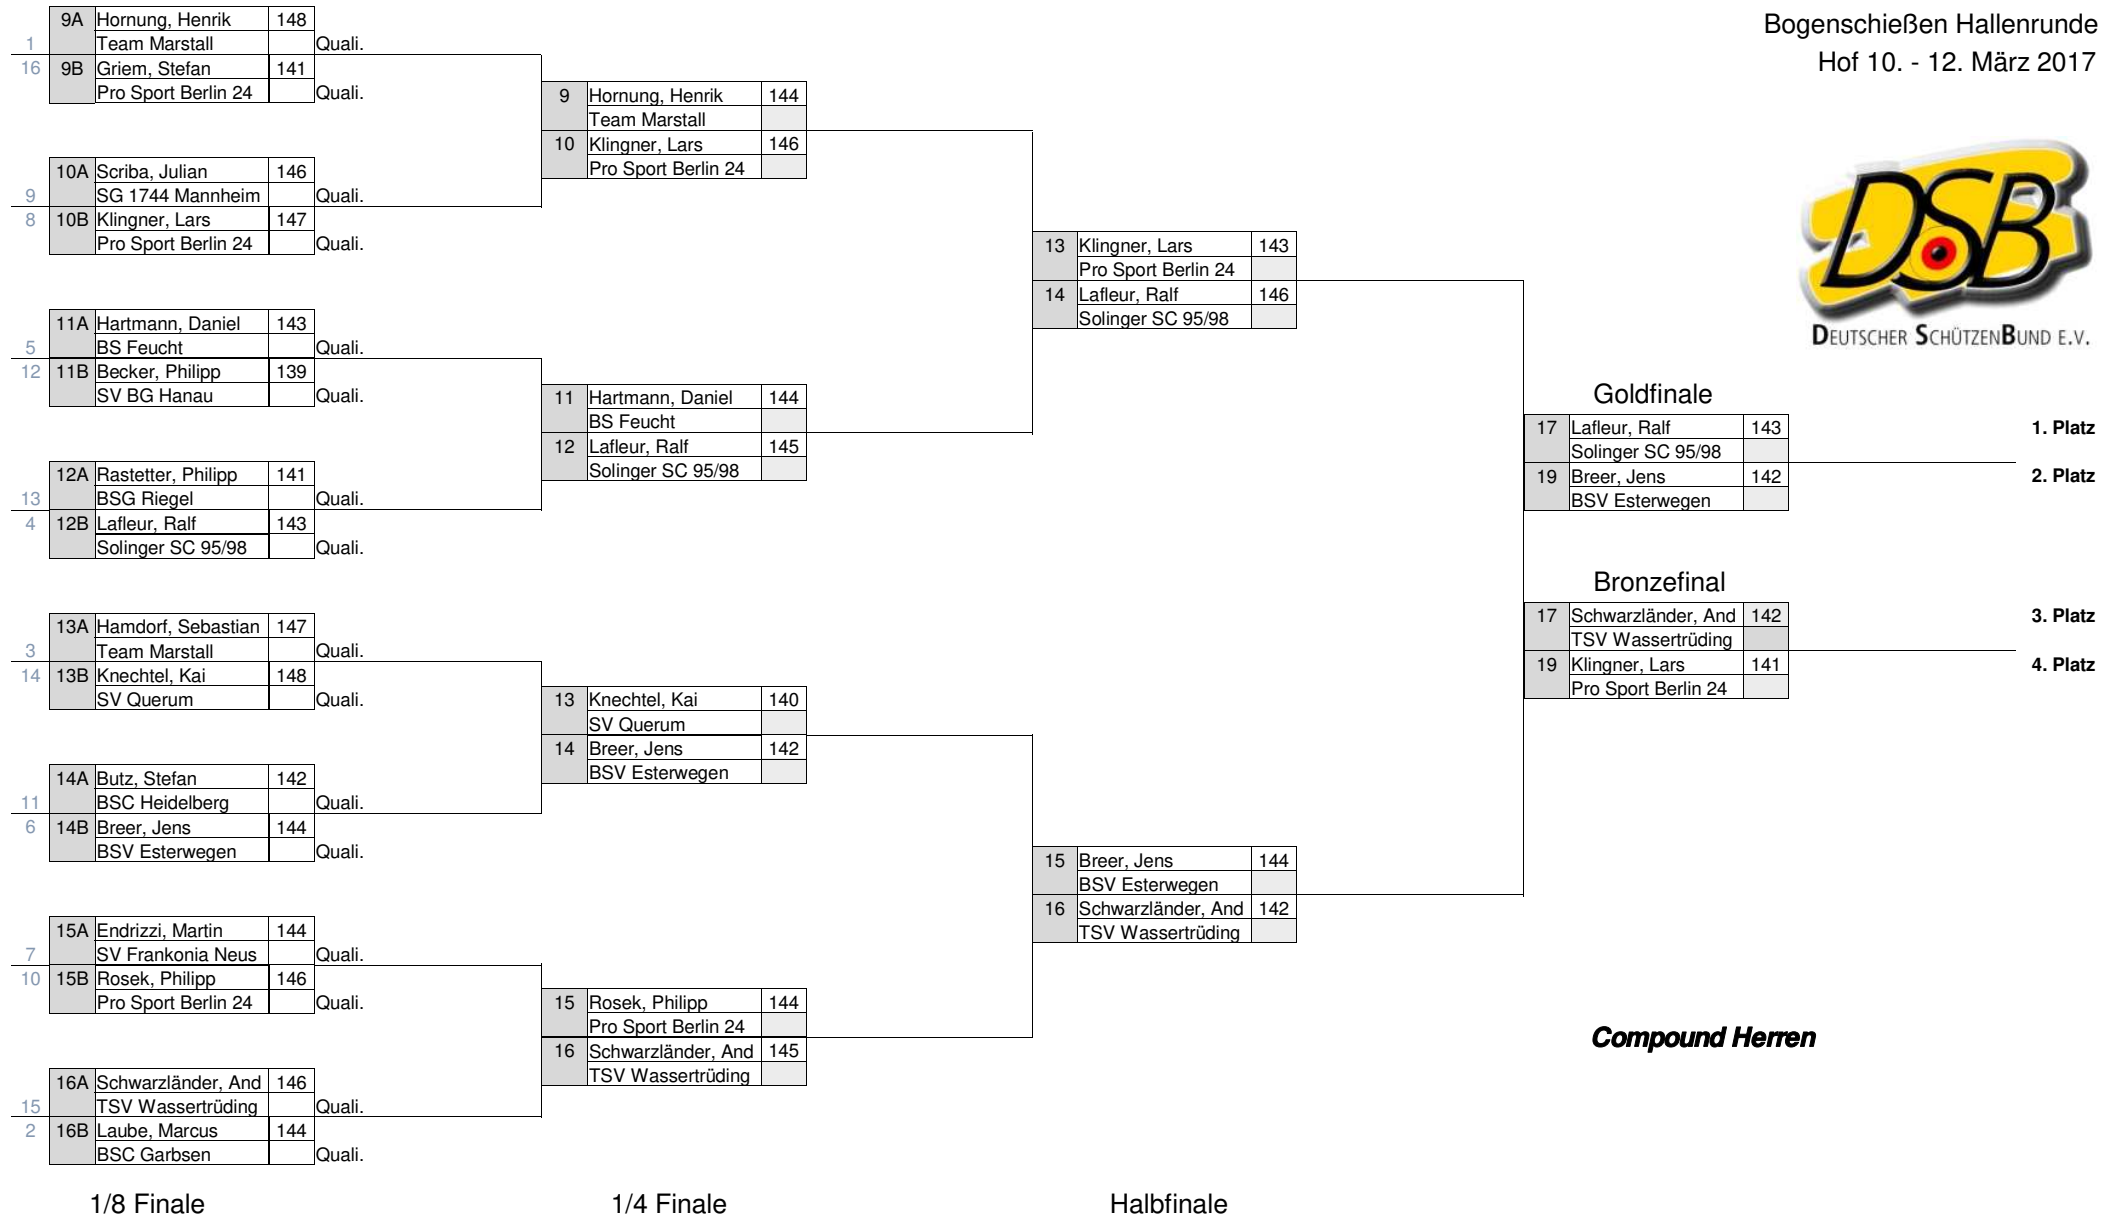 Bogenschießen Hallenrunde
Hof 10. - 12. März 2017
DSB
DEUTSCHER SCHÜTZENBUND E.V.
9A Hornung, Henrik 148
1 Team Marstall Quali.
16 9B Griem, Stefan 141
Pro Sport Berlin 24 Quali.
10A Scriba, Julian 146
9 SG 1744 Mannheim Quali.
8 10B Klingner, Lars 147
Pro Sport Berlin 24 Quali.
11A Hartmann, Daniel 143
5 BS Feucht Quali.
12 11B Becker, Philipp 139
SV BG Hanau Quali.
12A Rastetter, Philipp 141
13 BSG Riegel Quali.
4 12B Lafleur, Ralf 143
Solinger SC 95/98 Quali.
13A Hamdorf, Sebastian 147
3 Team Marstall Quali.
14 13B Knechtel, Kai 148
SV Querum Quali.
14A Butz, Stefan 142
11 BSC Heidelberg Quali.
6 14B Breer, Jens 144
BSV Esterwegen Quali.
15A Endrizzi, Martin 144
7 SV Frankonia Neus Quali.
10 15B Rosek, Philipp 146
Pro Sport Berlin 24 Quali.
16A Schwarzländer, And 146
15 TSV Wassertrüding Quali.
2 16B Laube, Marcus 144
BSC Garbsen Quali.
1/8 Finale
9 Hornung, Henrik 144
Team Marstall
10 Klingner, Lars 146
Pro Sport Berlin 24
11 Hartmann, Daniel 144
BS Feucht
12 Lafleur, Ralf 145
Solinger SC 95/98
13 Knechtel, Kai 140
SV Querum
14 Breer, Jens 142
BSV Esterwegen
15 Rosek, Philipp 144
Pro Sport Berlin 24
16 Schwarzländer, And 145
TSV Wassertrüding
1/4 Finale
13 Klingner, Lars 143
Pro Sport Berlin 24
14 Lafleur, Ralf 146
Solinger SC 95/98
15 Breer, Jens 144
BSV Esterwegen
16 Schwarzländer, And 142
TSV Wassertrüding
Halbfinale
Goldfinale
17 Lafleur, Ralf 143 1. Platz
Solinger SC 95/98
19 Breer, Jens 142 2. Platz
BSV Esterwegen
Bronzefinal
17 Schwarzländer, And 142 3. Platz
TSV Wassertrüding
19 Klingner, Lars 141 4. Platz
Pro Sport Berlin 24
Compound Herren